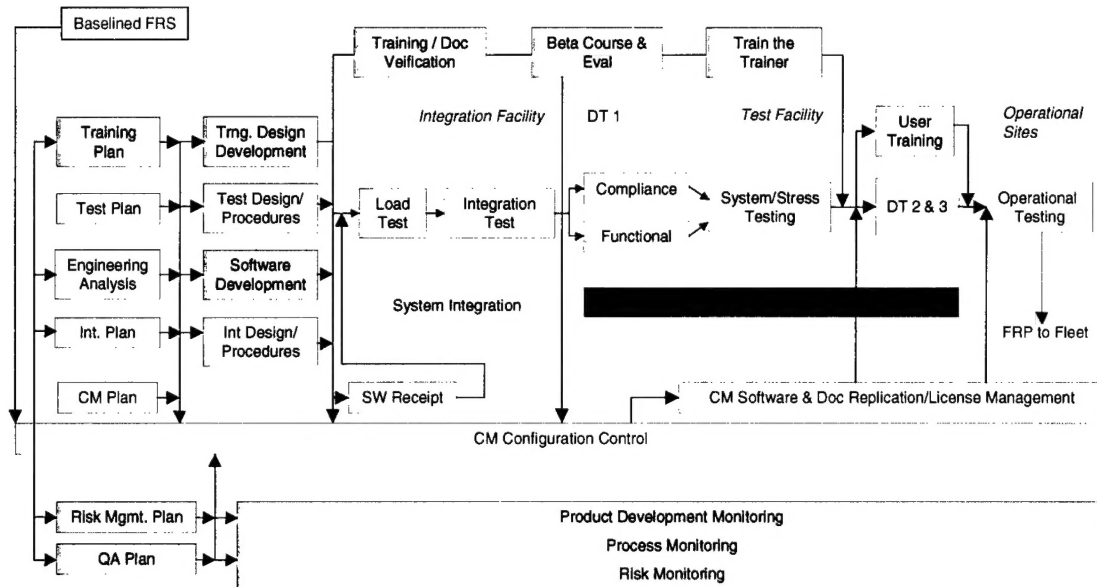 Baselined FRS
Training / Doc
Veification
Beta Course &
Eval
Train the
Trainer
Integration Facility
DT 1
Test Facility
Operational
Sites
Training
Plan
Trng. Design
Development
User
Training
Test Plan
Test Design/
Procedures
Load
Test
Integration
Test
Compliance
Functional
System/Stress
Testing
DT 2 & 3
Operational
Testing
Engineering
Analysis
Software
Development
System Integration
Int. Plan
Int Design/
Procedures
FRP to Fleet
CM Plan
SW Receipt
CM Software & Doc Replication/License Management
CM Configuration Control
Risk Mgmt. Plan
QA Plan
Product Development Monitoring
Process Monitoring
Risk Monitoring